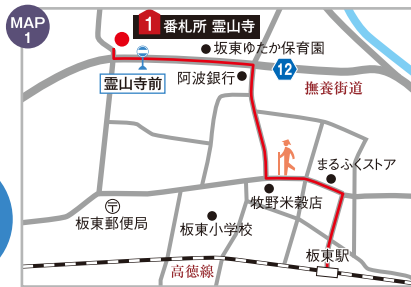 MAP
1
1 番札所 霊山寺
坂東ゆたか保育園
阿波銀行
12
撫養街道
霊山寺前
まるふくストア
牧野米穀店
板東郵便局
板東小学校
板東駅
高徳線